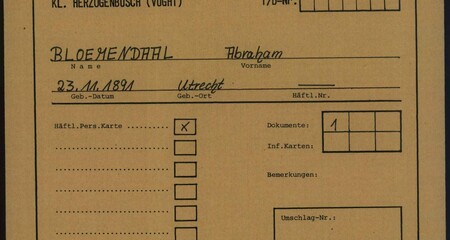 KL. HERZOGENBUSCH (VUGHT) T/D-Nr.
BLOEMENDAAL Abraham
Name Vorname
23.11.1891 Utrecht
Geb.-Datum Geb.-Ort Häftl.Nr.
Häftl.Pers.Karte .......... x Dokumente: 1
Inf.Karten:
Bemerkungen:
Umschlag-Nr.: